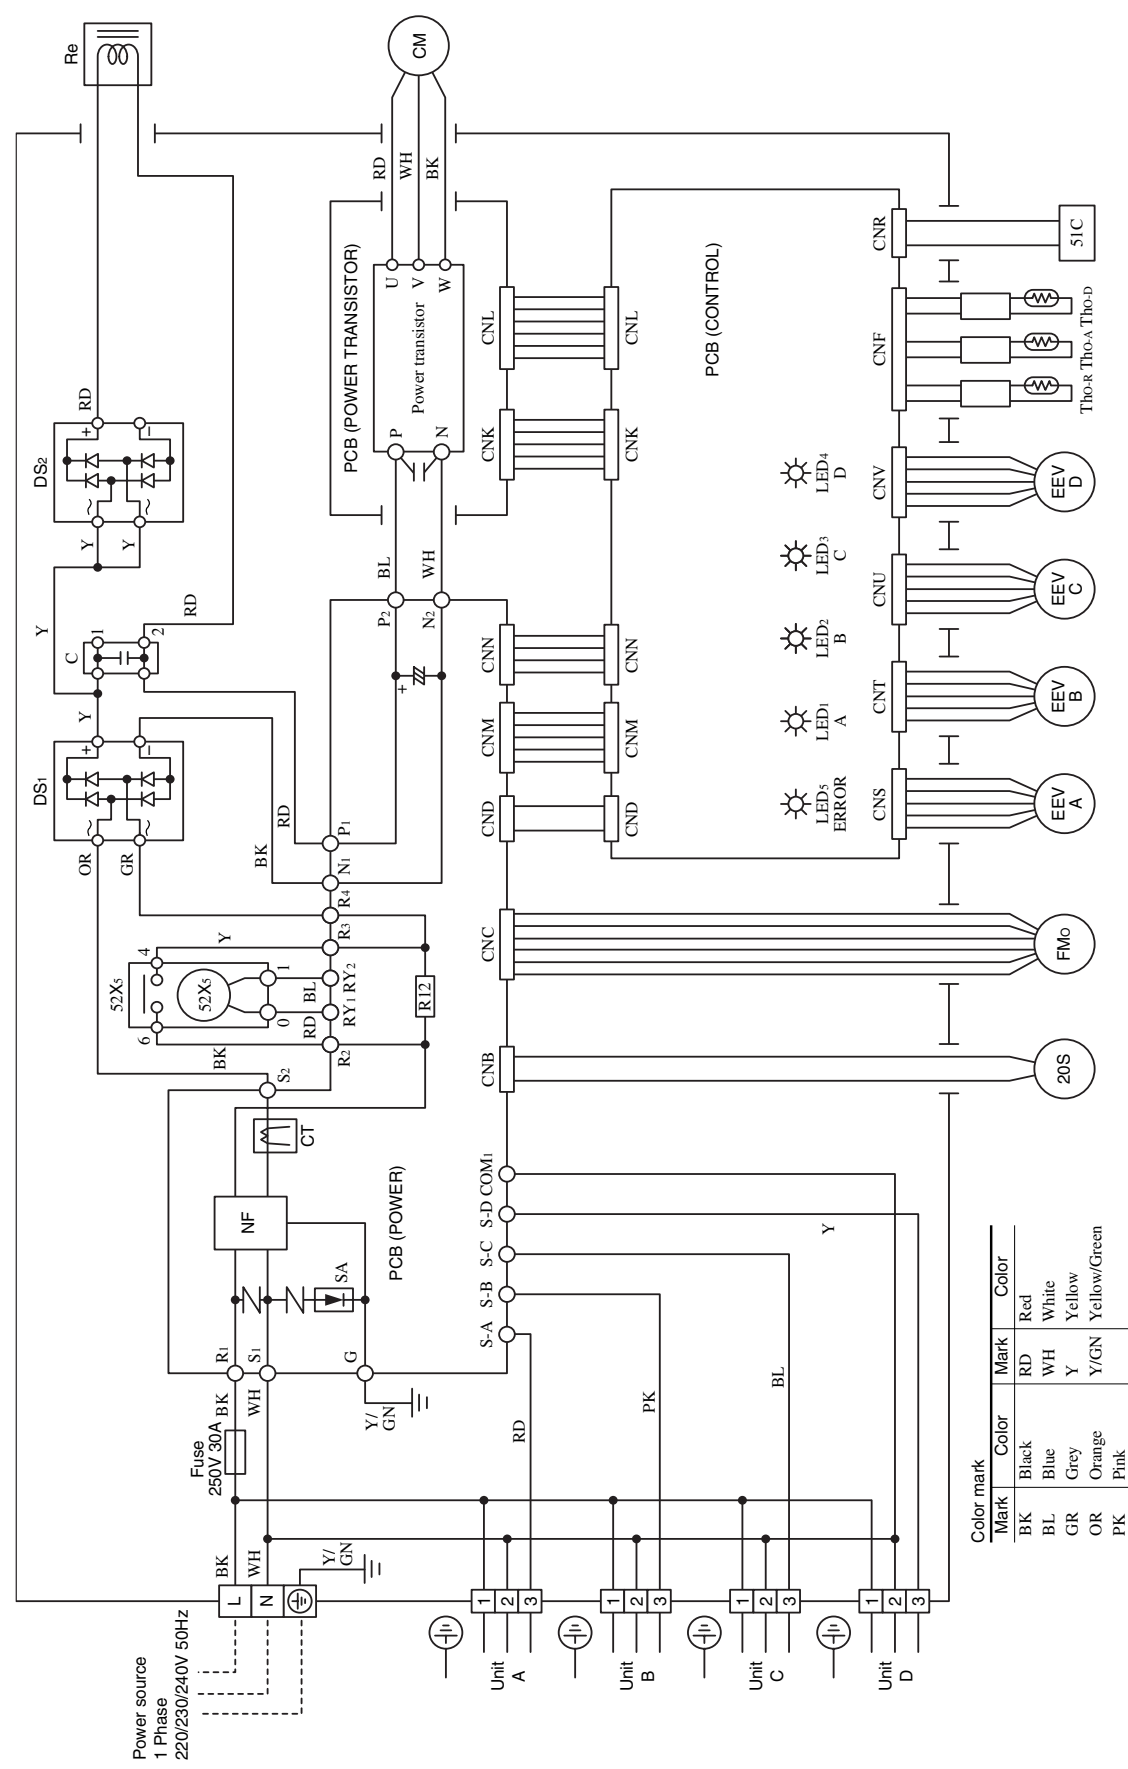 Power source
1 Phase
220/230/240V 50Hz
L
N
BK
WH
Y/
GN
Fuse
250V 30A
BK
WH
Y/
GN
R1
S1
G
SA
NF
CT
PCB (POWER)
S2
BK
OR
GR
52X5
6
4
52X5
0
1
RD
BL
Y
R2
RY1
RY2
R3
R4
N1
P1
R12
BK
RD
DS1
+
−
~
~
Y
Y
C
1
2
RD
DS2
+
−
~
~
Y
Y
RD
Re
P2
N2
+
BL
WH
PCB (POWER TRANSISTOR)
Power transistor
P
N
U
V
W
RD
WH
BK
CM
S-A
S-B
S-C
S-D
COM1
CNB
CNC
CND
CNM
CNN
CNK
CNL
CND
CNM
CNN
CNK
CNL
PCB (CONTROL)
LED5
ERROR
LED1
A
LED2
B
LED3
C
LED4
D
CNS
CNT
CNU
CNV
CNF
CNR
20S
FMo
EEV
A
EEV
B
EEV
C
EEV
D
ThO-R
ThO-A
ThO-D
51C
RD
PK
BL
Y
1
2
3
Unit
A
1
2
3
Unit
B
1
2
3
Unit
C
1
2
3
Unit
D
Color mark
Mark Color Mark Color
BK Black RD Red
BL Blue WH White
GR Grey Y Yellow
OR Orange Y/GN Yellow/Green
PK Pink